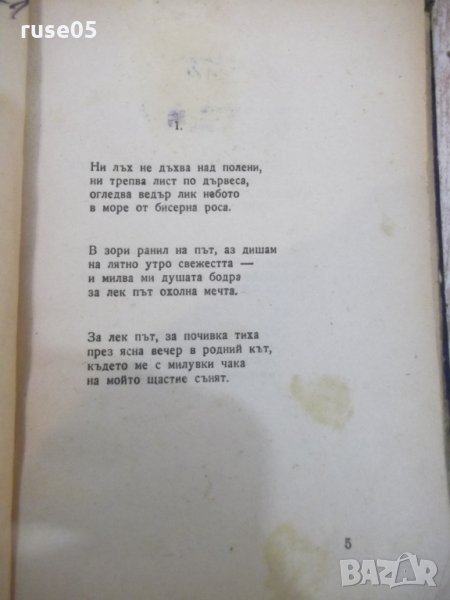 ruse05
1.
Ни лъх не дъхва над полени,
ни трепва лист по дървеса,
огледва ведър лик небото
в море от бисерна роса.
В зори ранил на път, аз дишам
на лятно утро свежестта —
и милва ми душата бодра
за лек път охолна мечта.
За лек път, за почивка тиха
през ясна вечер в родний кът,
където ме с милувки чака
на мойто щастие сънят.
5
BAZAR